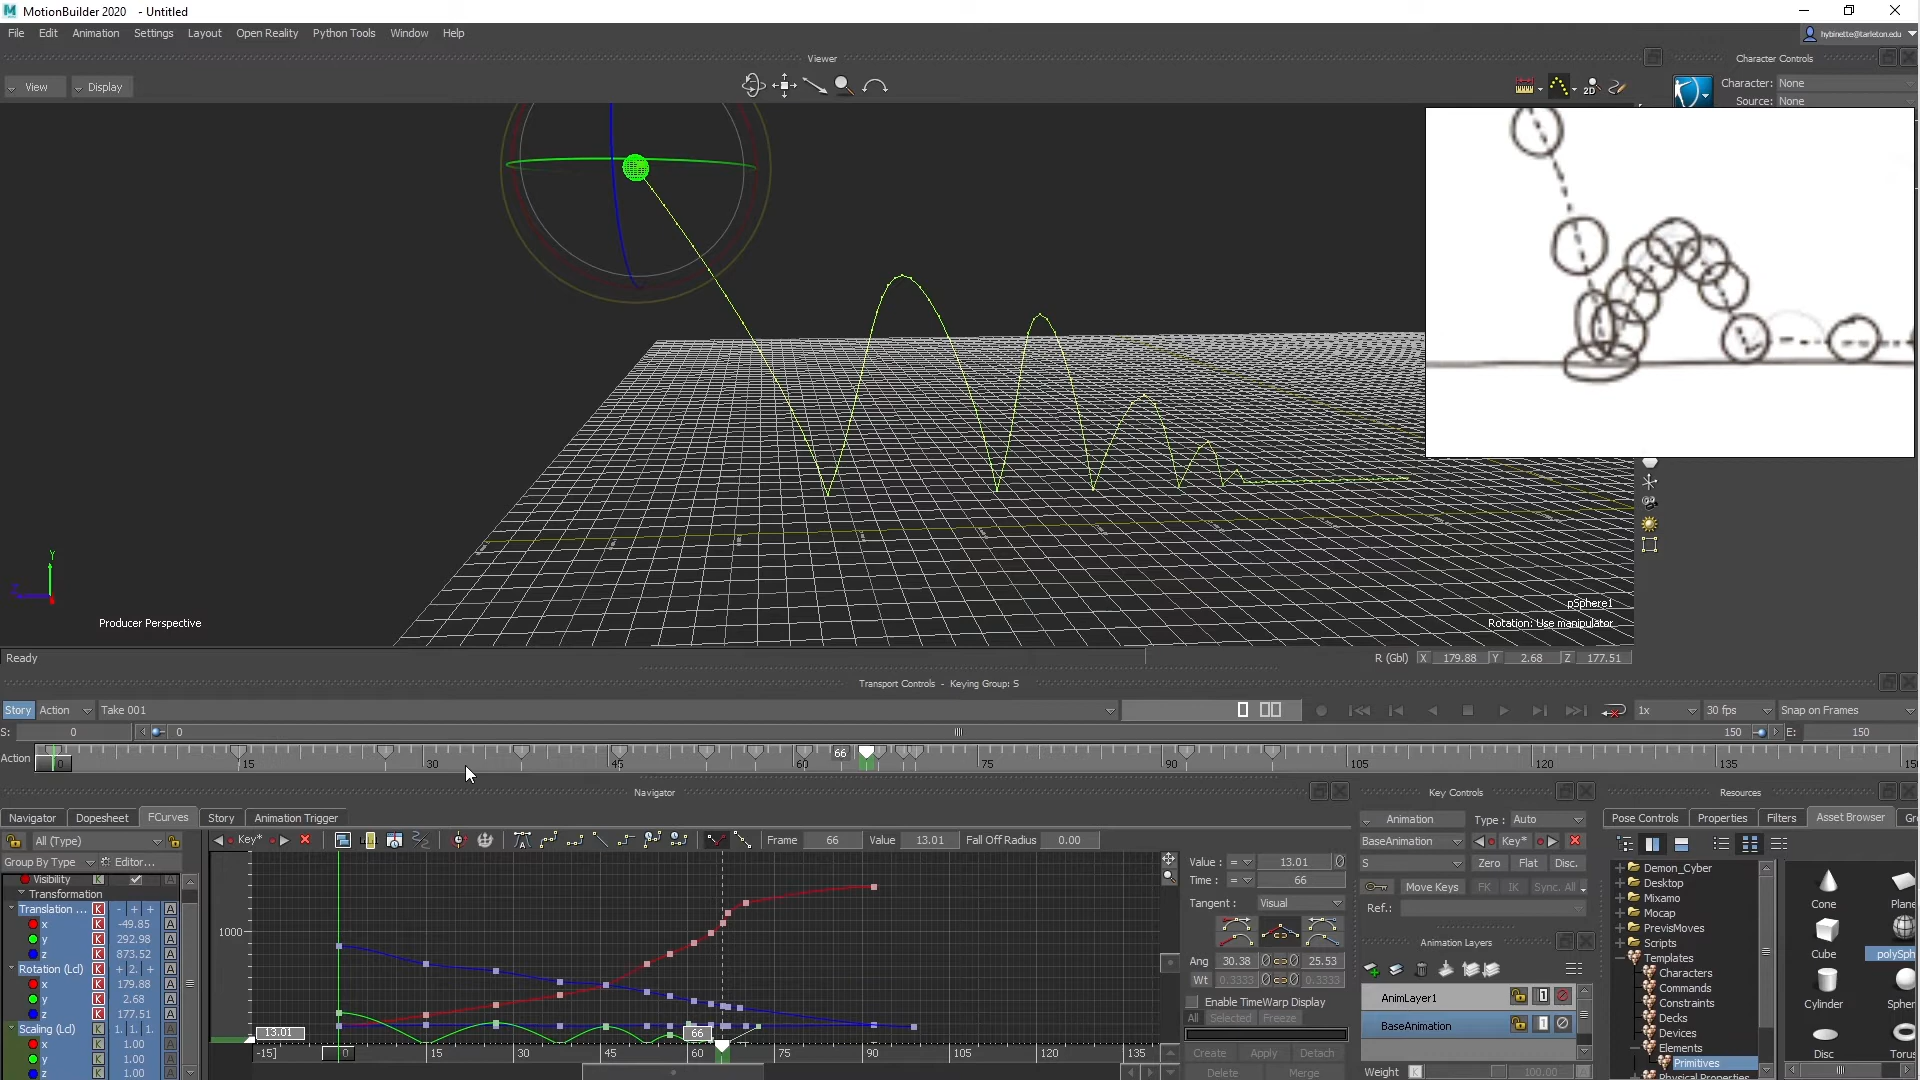 MotionBuilder 2020 - Untitled
File Edit Animation Settings Layout Open Reality Python Tools Window Help
hybinette@tarleton.edu
Viewer
Character Controls
View Display
2D
Character: None
Source: None
Y
Producer Perspective
pSphere1
Rotation: Use manipulator
Ready
R (Gbl) X 179.88 Y 2.68 Z 177.51
Transport Controls - Keying Group: S
Story Action Take 001
1x 30 fps Snap on Frames
S: 0 0 150 E: 150
Action 0 15 30 45 60 66 75 90 105 120 135 150
Navigator
Key Controls
Resources
Navigator Dopesheet FCurves Story Animation Trigger
Animation Type : Auto
Pose Controls Properties Filters Asset Browser
All (Type) Key* Frame 66 Value 13.01 Fall Off Radius 0.00
BaseAnimation Key*
Group By Type Editor...
Value : = 13.01
S Zero Flat Disc.
Visibility K A
Time : = 66
Transformation
Move Keys FK IK Sync. All
Tangent : Visual
Ref.:
Translation ... K - + + A
x K -49.85 A
y K 292.98 A
z K 873.52 A
Rotation (Lcl) K + 2. + A
x K 179.88 A
y K 2.68 A
z K 177.51 A
Scaling (Lcl) K 1. 1. 1. A
x K 1.00 A
y K 1.00 A
z K 1.00 A
1000
13.01
66
-15] 0 15 30 45 60 75 90 105 120 135
Ang 30.38 25.53
Wt 0.3333 0.3333
Enable TimeWarp Display
All Selected Freeze
Create Apply Detach
Delete Merge
Animation Layers
AnimLayer1 1
BaseAnimation 1
Weight K 100.00
Demon_Cyber
Desktop
Mixamo
Mocap
PrevisMoves
Scripts
Templates
Characters
Commands
Constraints
Decks
Devices
Elements
Primitives
Physical Properties
Cone Plane
Cube polySph
Cylinder Spher
Disc Torus